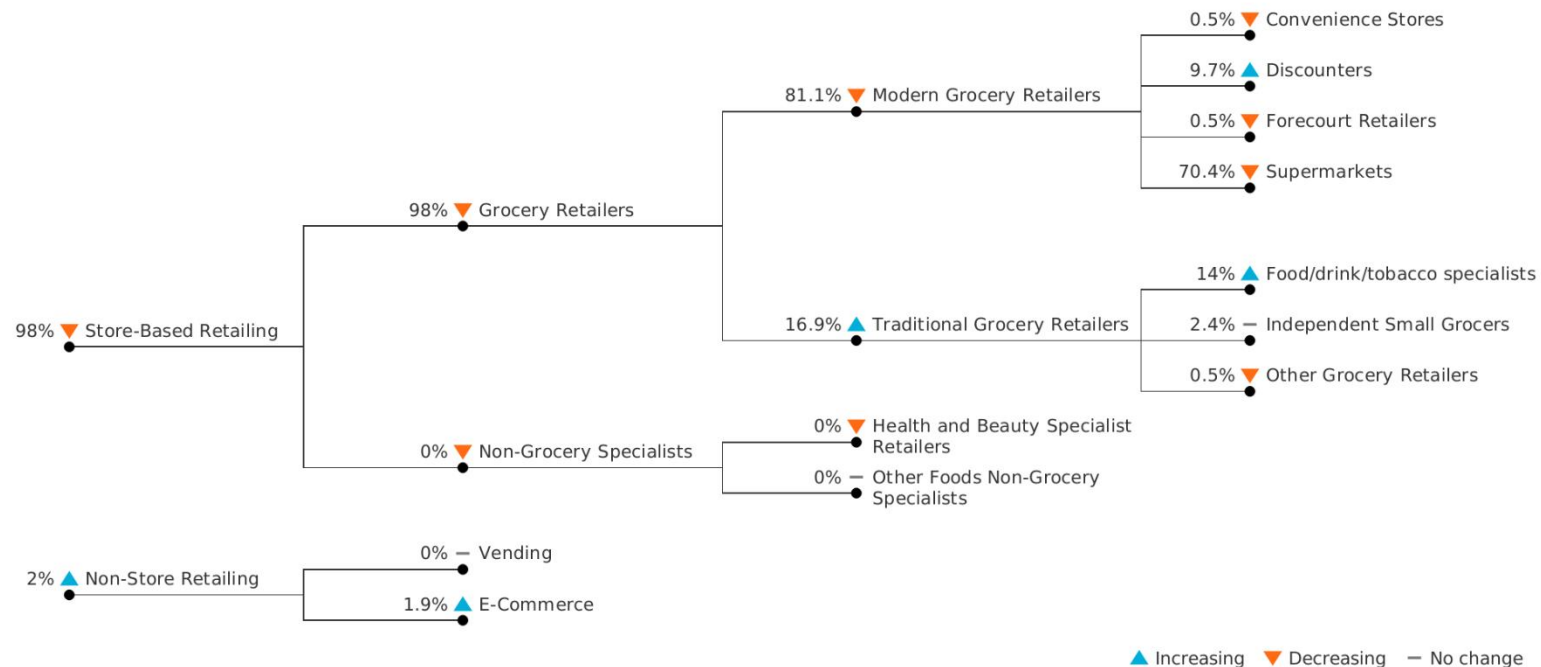 0.5% Convenience Stores
9.7% Discounters
81.1% Modern Grocery Retailers
0.5% Forecourt Retailers
70.4% Supermarkets
98% Grocery Retailers
14% Food/drink/tobacco specialists
98% Store-Based Retailing
16.9% Traditional Grocery Retailers
2.4% – Independent Small Grocers
0.5% Other Grocery Retailers
0% Non-Grocery Specialists
0% Health and Beauty Specialist
Retailers
0% – Other Foods Non-Grocery
Specialists
0% – Vending
2% Non-Store Retailing
1.9% E-Commerce
Increasing Decreasing – No change